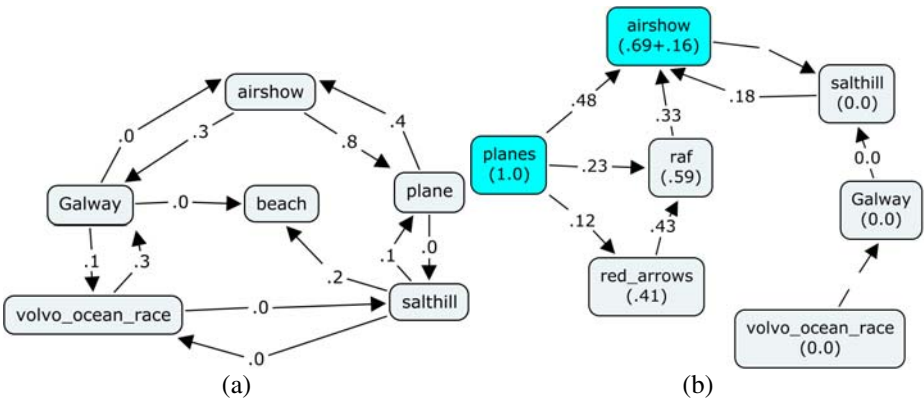 airshow
.0
.3
.8
.4
Galway
.0
beach
plane
.1
.3
.2
.1
.0
volvo_ocean_race
.0
salthill
.0
(a)
airshow
(.69+.16)
.48
.33
.18
salthill
(0.0)
planes
(1.0)
.23
raf
(.59)
0.0
.12
.43
Galway
(0.0)
red_arrows
(.41)
volvo_ocean_race
(0.0)
(b)